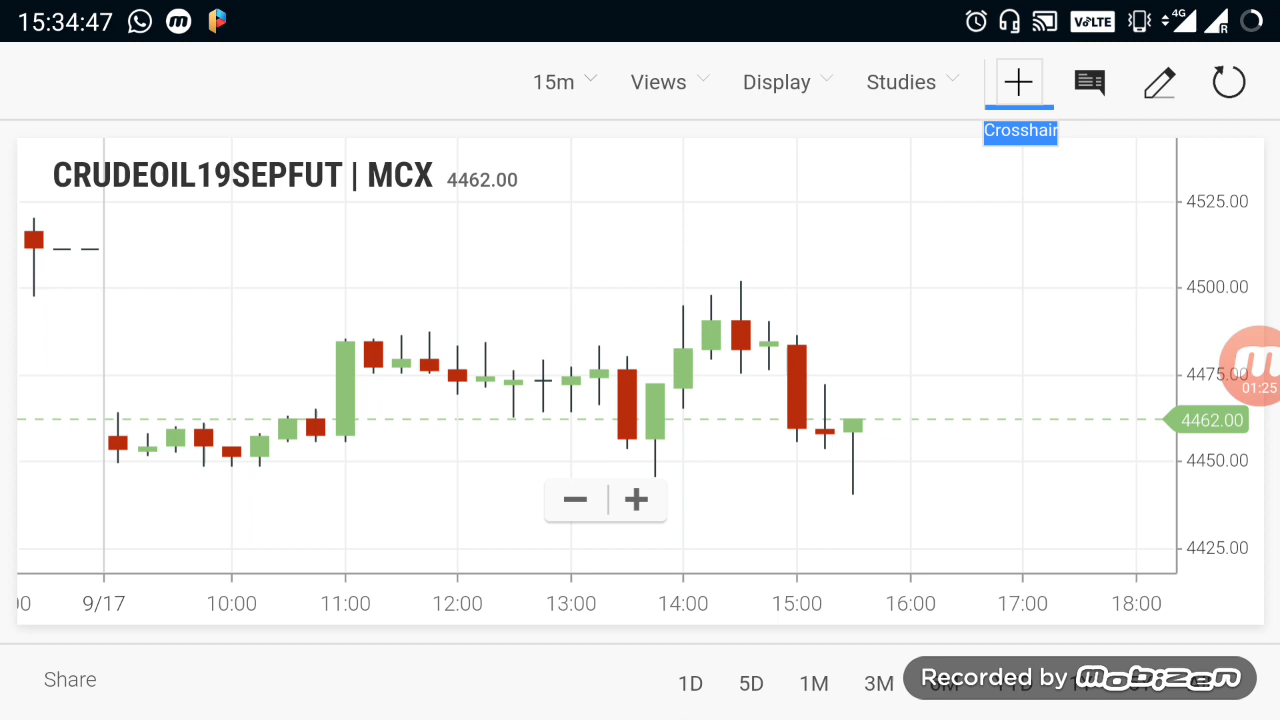 15:34:47 4G VoLTE R
15m Views Display Studies
Crosshair
CRUDEOIL19SEPFUT | MCX 4462.00
4525.00
4500.00
4475.00
01:25
4462.00
4450.00
4425.00
9/17 10:00 11:00 12:00 13:00 14:00 15:00 16:00 17:00 18:00
Share 1D 5D 1M 3M
Recorded by mobizen